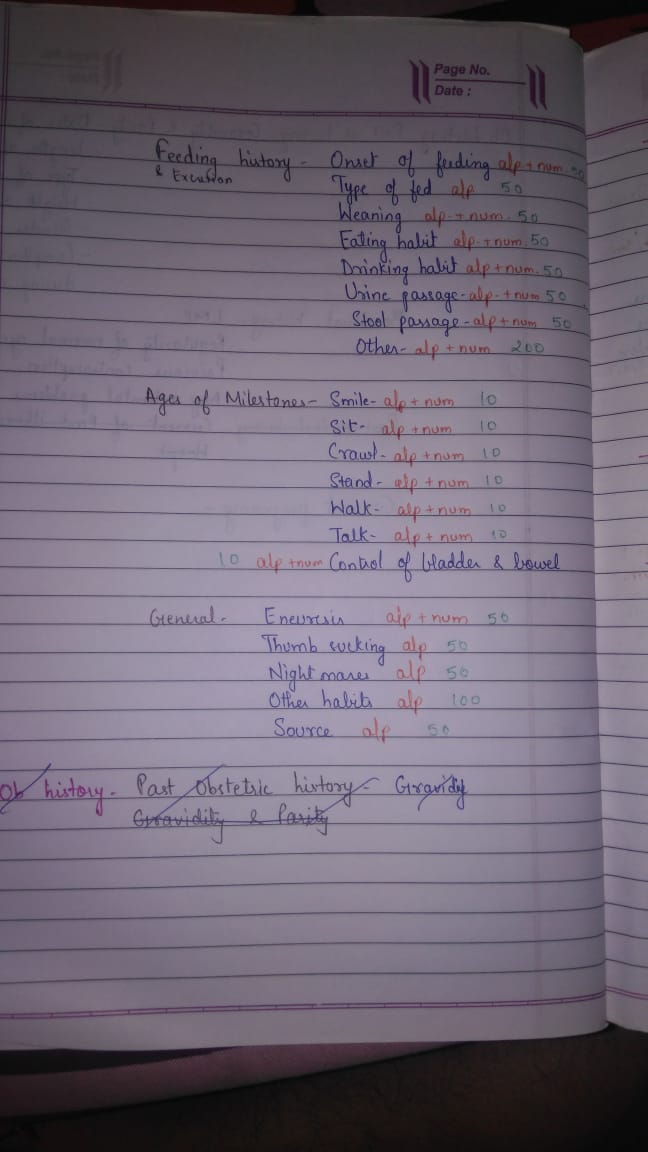 Page No.
Date :
Feeding history - Onset of feeding alp + num 50
& Excretion Type of fed alp 50
Weaning alp + num. 50
Eating habit alp + num. 50
Drinking habit alp + num. 50
Urine passage - alp + num 50
Stool passage - alp + num 50
Other - alp + num 200
Ages of Milestones - Smile - alp + num 10
Sit - alp + num 10
Crawl - alp + num 10
Stand - alp + num 10
Walk - alp + num 10
Talk - alp + num 10
10 alp + num Control of bladder & bowel
General - Eneuresis alp + num 50
Thumb sucking alp 50
Night mares alp 50
Other habits alp 100
Source alp 50
Ob history - Past Obstetric history - Gravidity
Gravidity & Parity